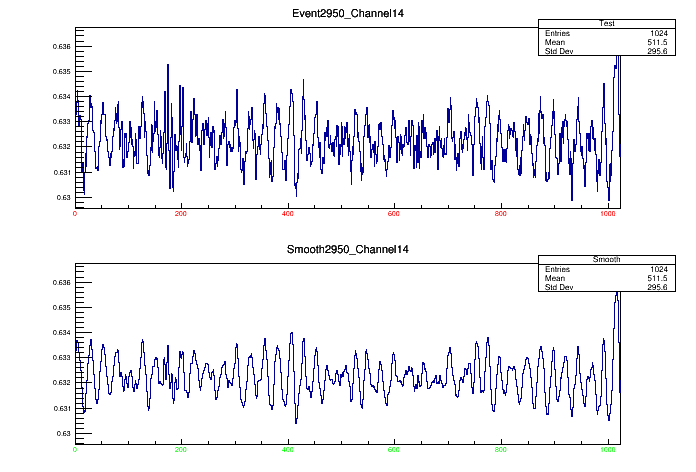 Event2950_Channel14
Test
Entries 1024
Mean 511.5
Std Dev 295.6
0.636
0.635
0.634
0.633
0.632
0.631
0.63
0 200 400 600 800 1000
Smooth2950_Channel14
Smooth
Entries 1024
Mean 511.5
Std Dev 295.6
0.636
0.635
0.634
0.633
0.632
0.631
0.63
0 200 400 600 800 1000